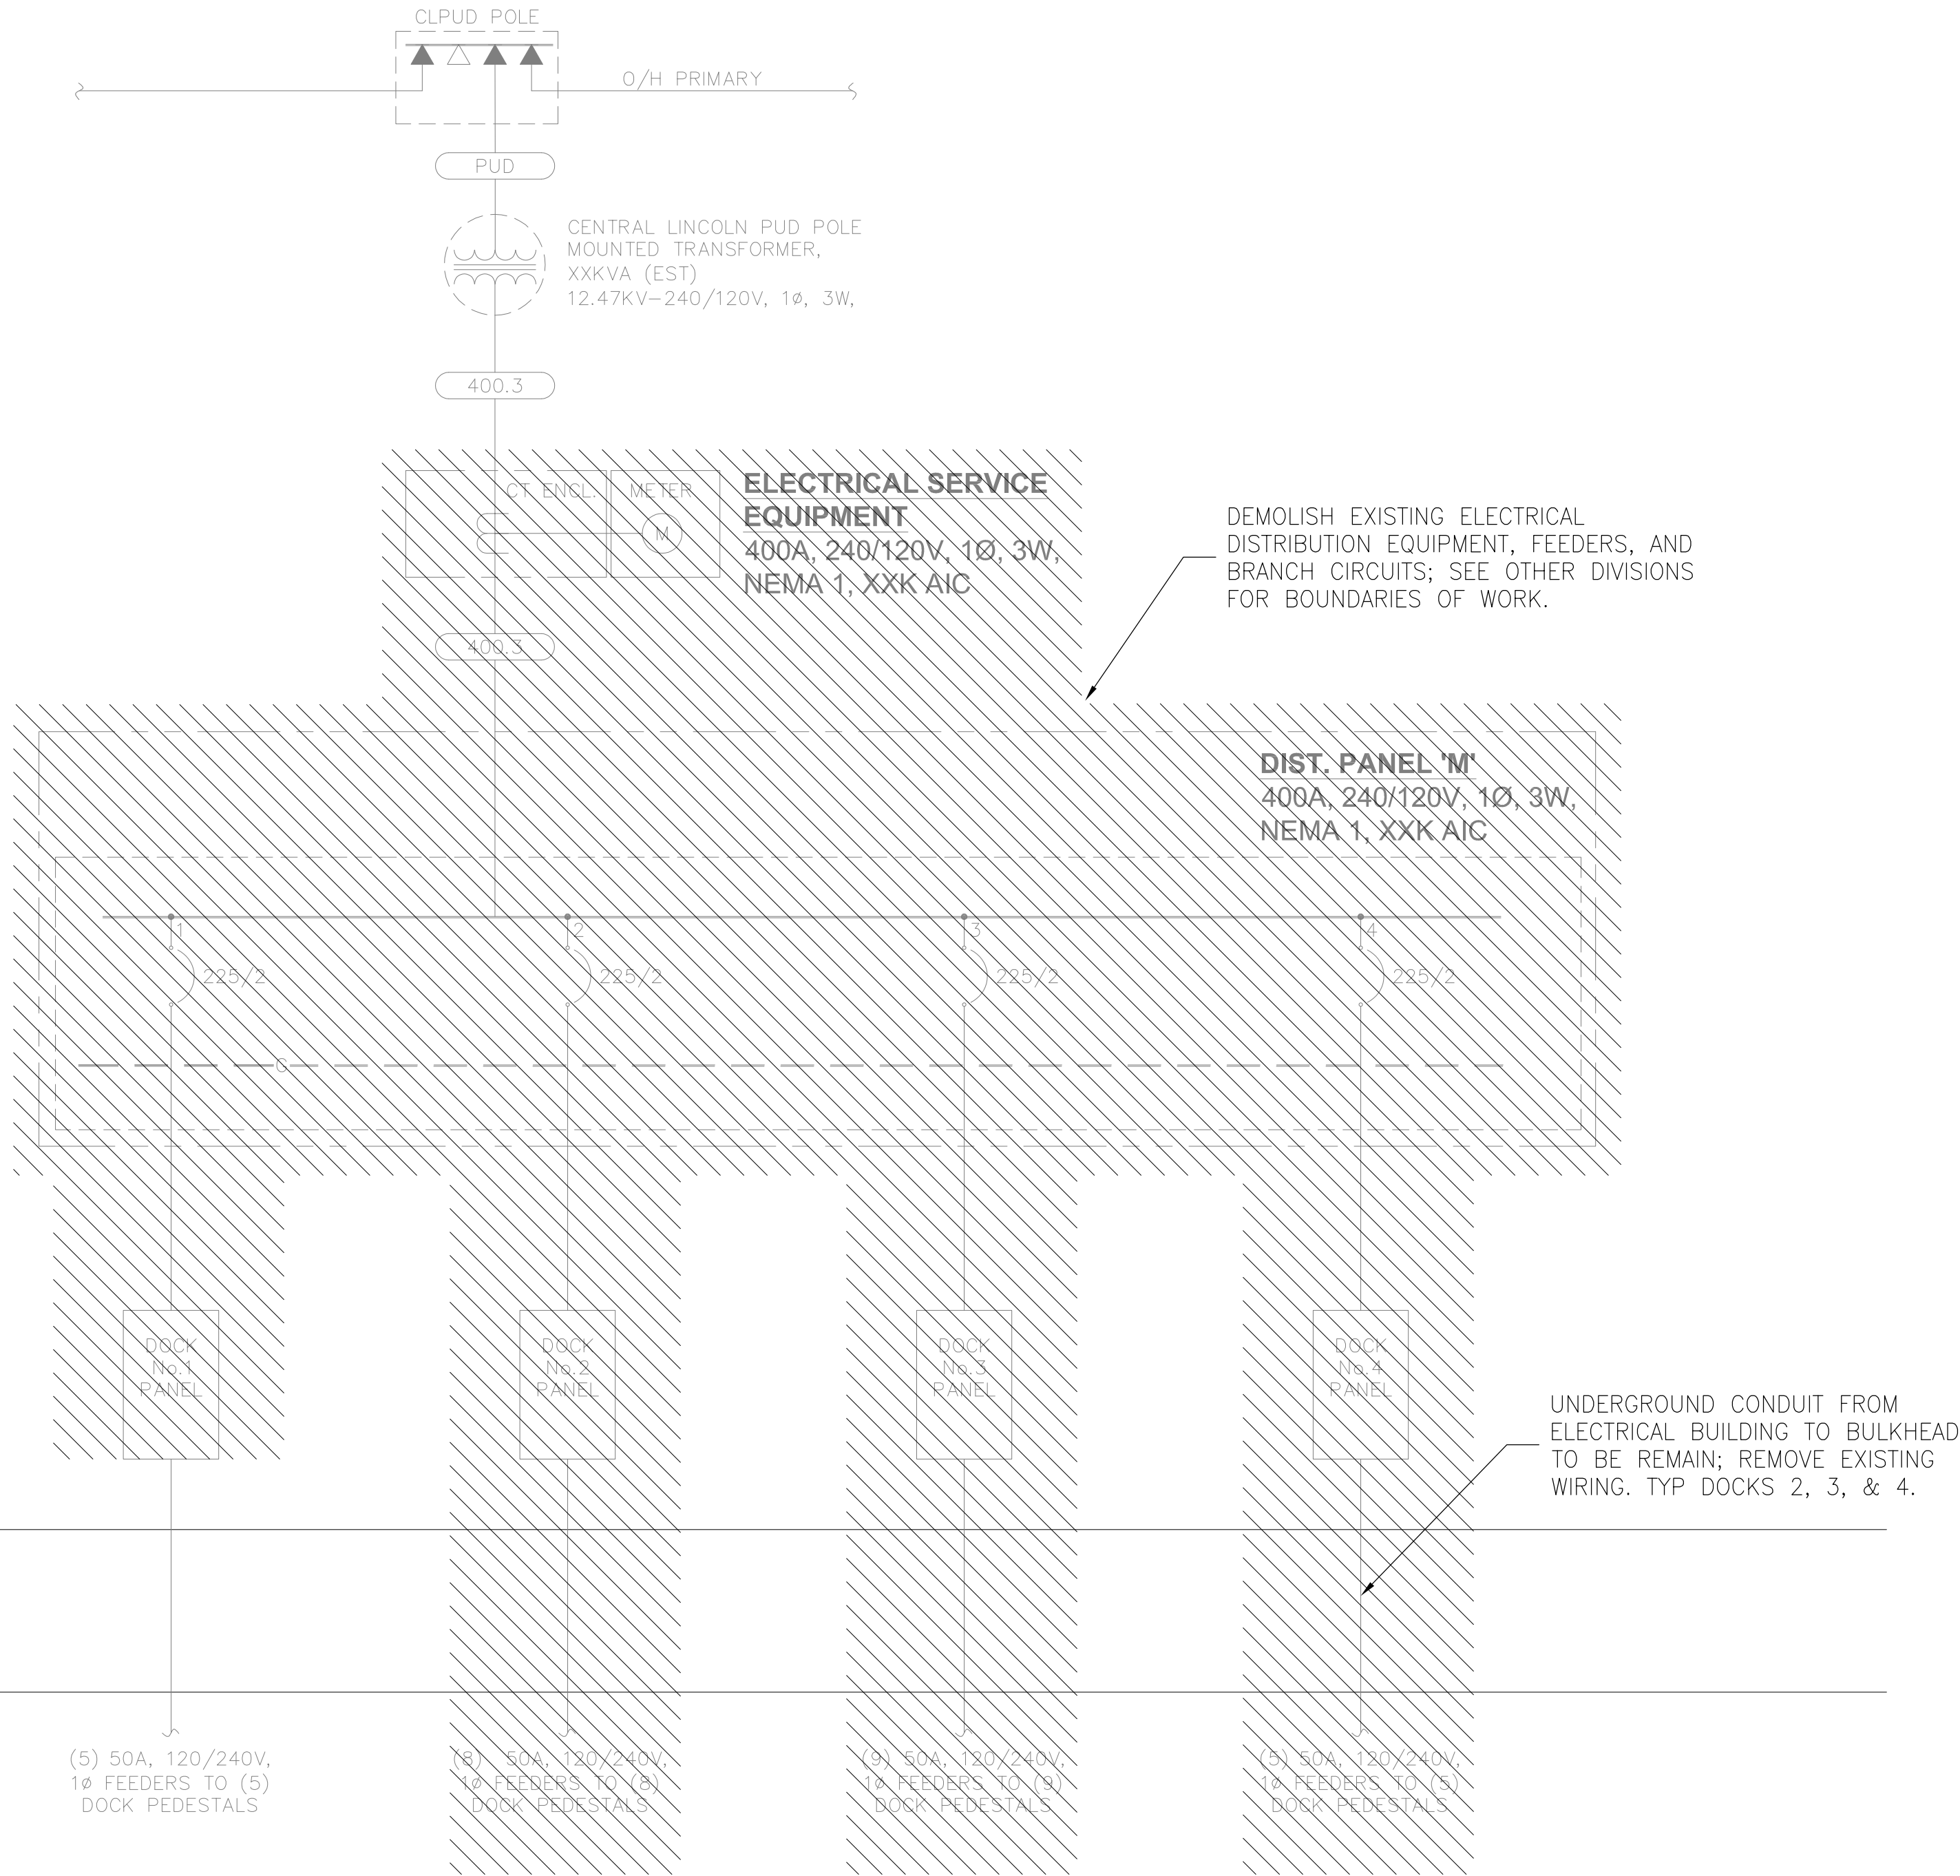 CLPUD POLE
O/H PRIMARY
PUD
CENTRAL LINCOLN PUD POLE
MOUNTED TRANSFORMER,
XXKVA (EST)
12.47KV-240/120V, 1ø, 3W,
400.3
CT ENCL.
METER
M
ELECTRICAL SERVICE
EQUIPMENT
400A, 240/120V, 1Ø, 3W,
NEMA 1, XXK AIC
DEMOLISH EXISTING ELECTRICAL
DISTRIBUTION EQUIPMENT, FEEDERS, AND
BRANCH CIRCUITS; SEE OTHER DIVISIONS
FOR BOUNDARIES OF WORK.
400.3
DIST. PANEL 'M'
400A, 240/120V, 1Ø, 3W,
NEMA 1, XXK AIC
1
225/2
2
225/2
3
225/2
4
225/2
G
DOCK
No.1
PANEL
DOCK
No.2
PANEL
DOCK
No.3
PANEL
DOCK
No.4
PANEL
UNDERGROUND CONDUIT FROM
ELECTRICAL BUILDING TO BULKHEAD
TO BE REMAIN; REMOVE EXISTING
WIRING. TYP DOCKS 2, 3, & 4.
(5) 50A, 120/240V,
1ø FEEDERS TO (5)
DOCK PEDESTALS
(8) 50A, 120/240V,
1ø FEEDERS TO (8)
DOCK PEDESTALS
(9) 50A, 120/240V,
1ø FEEDERS TO (9)
DOCK PEDESTALS
(5) 50A, 120/240V,
1ø FEEDERS TO (5)
DOCK PEDESTALS